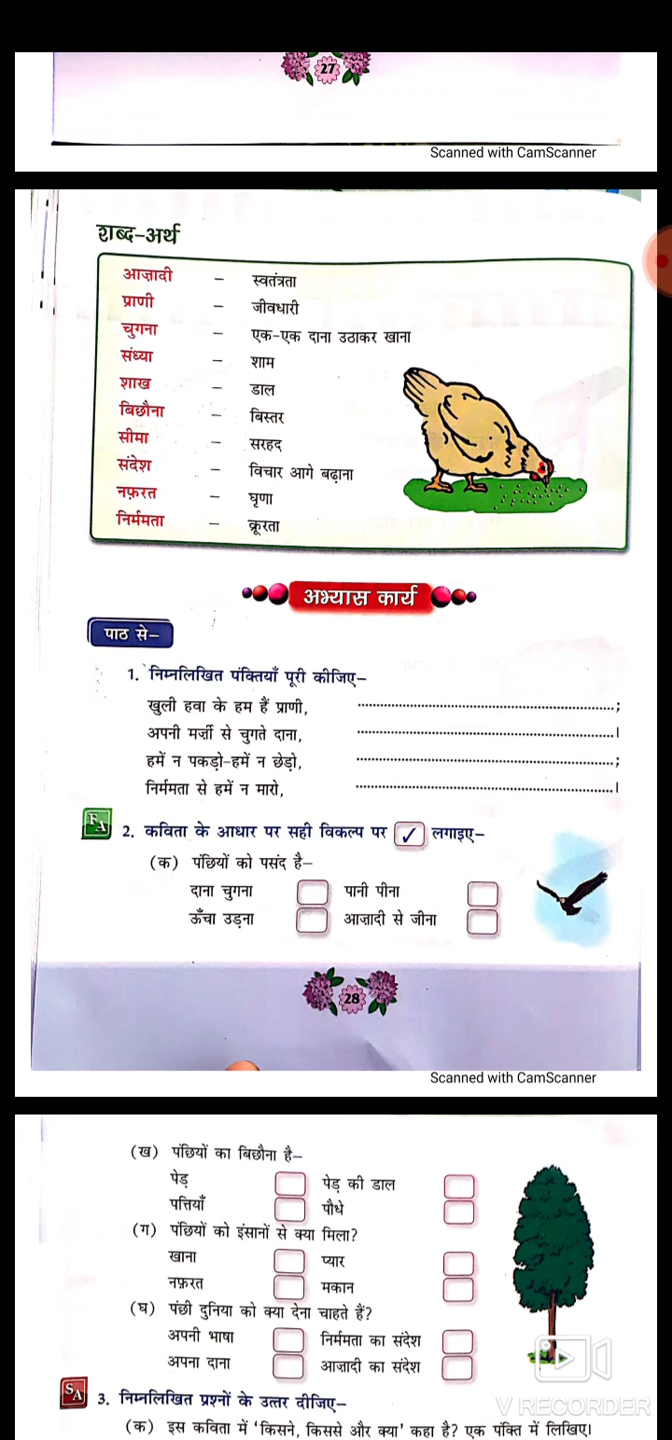 27
Scanned with CamScanner
शब्द-अर्थ
आज़ादी – स्वतंत्रता
प्राणी – जीवधारी
चुगना – एक-एक दाना उठाकर खाना
संध्या – शाम
शाख – डाल
बिछौना – बिस्तर
सीमा – सरहद
संदेश – विचार आगे बढ़ाना
नफ़रत – घृणा
निर्ममता – क्रूरता
अभ्यास कार्य
पाठ से–
1. निम्नलिखित पंक्तियाँ पूरी कीजिए–
खुली हवा के हम हैं प्राणी, ........................................;
अपनी मर्ज़ी से चुगते दाना, ........................................।
हमें न पकड़ो-हमें न छेड़ो, ........................................;
निर्ममता से हमें न मारो, ........................................।
FA 2. कविता के आधार पर सही विकल्प पर ✓ लगाइए–
(क) पंछियों को पसंद है–
दाना चुगना पानी पीना
ऊँचा उड़ना आज़ादी से जीना
28
Scanned with CamScanner
(ख) पंछियों का बिछौना है–
पेड़ पेड़ की डाल
पत्तियाँ पौधे
(ग) पंछियों को इंसानों से क्या मिला?
खाना प्यार
नफ़रत मकान
(घ) पंछी दुनिया को क्या देना चाहते हैं?
अपनी भाषा निर्ममता का संदेश
अपना दाना आज़ादी का संदेश
V RECORDER
SA 3. निम्नलिखित प्रश्नों के उत्तर दीजिए–
(क) इस कविता में 'किसने, किससे और क्या' कहा है? एक पंक्ति में लिखिए।